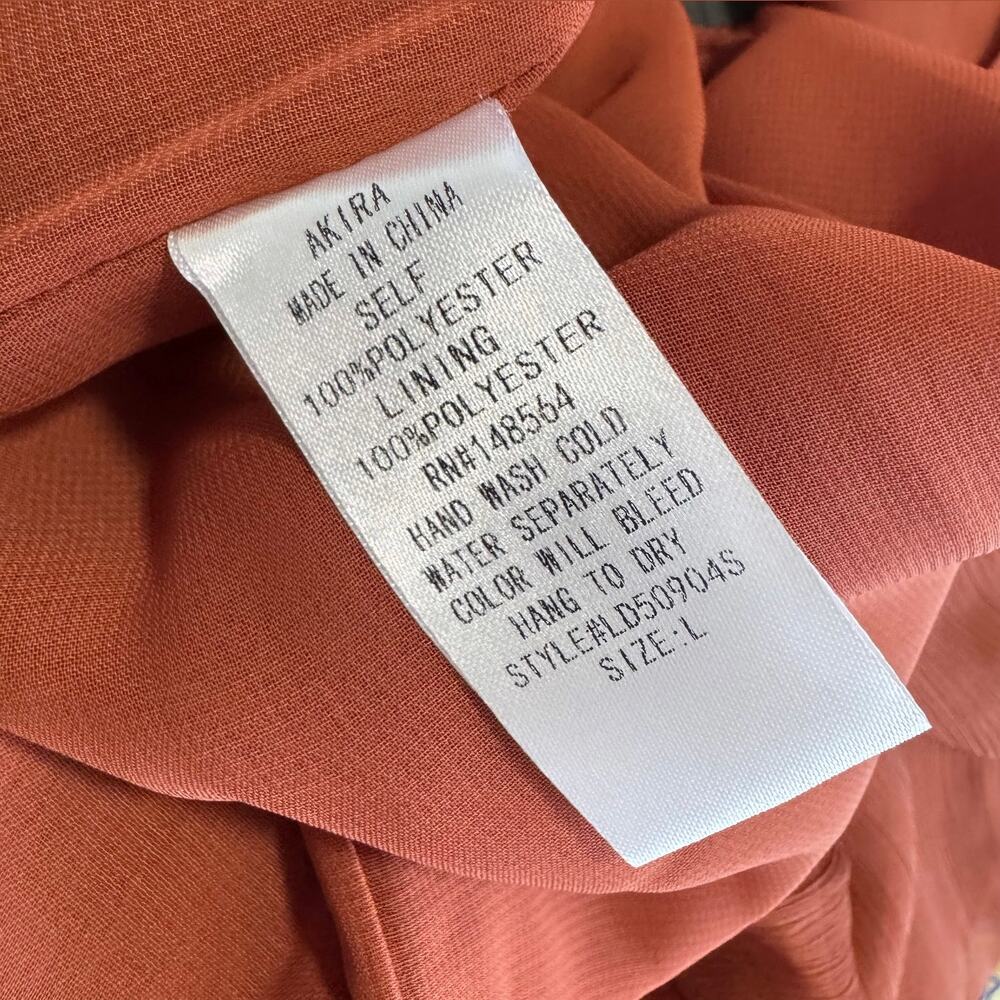 AKIRA
MADE IN CHINA
SELF
100%POLYESTER
LINING
100%POLYESTER
RN#148564
HAND WASH COLD
WATER SEPARATELY
COLOR WILL BLEED
HANG TO DRY
STYLE#LD50904S
SIZE:L